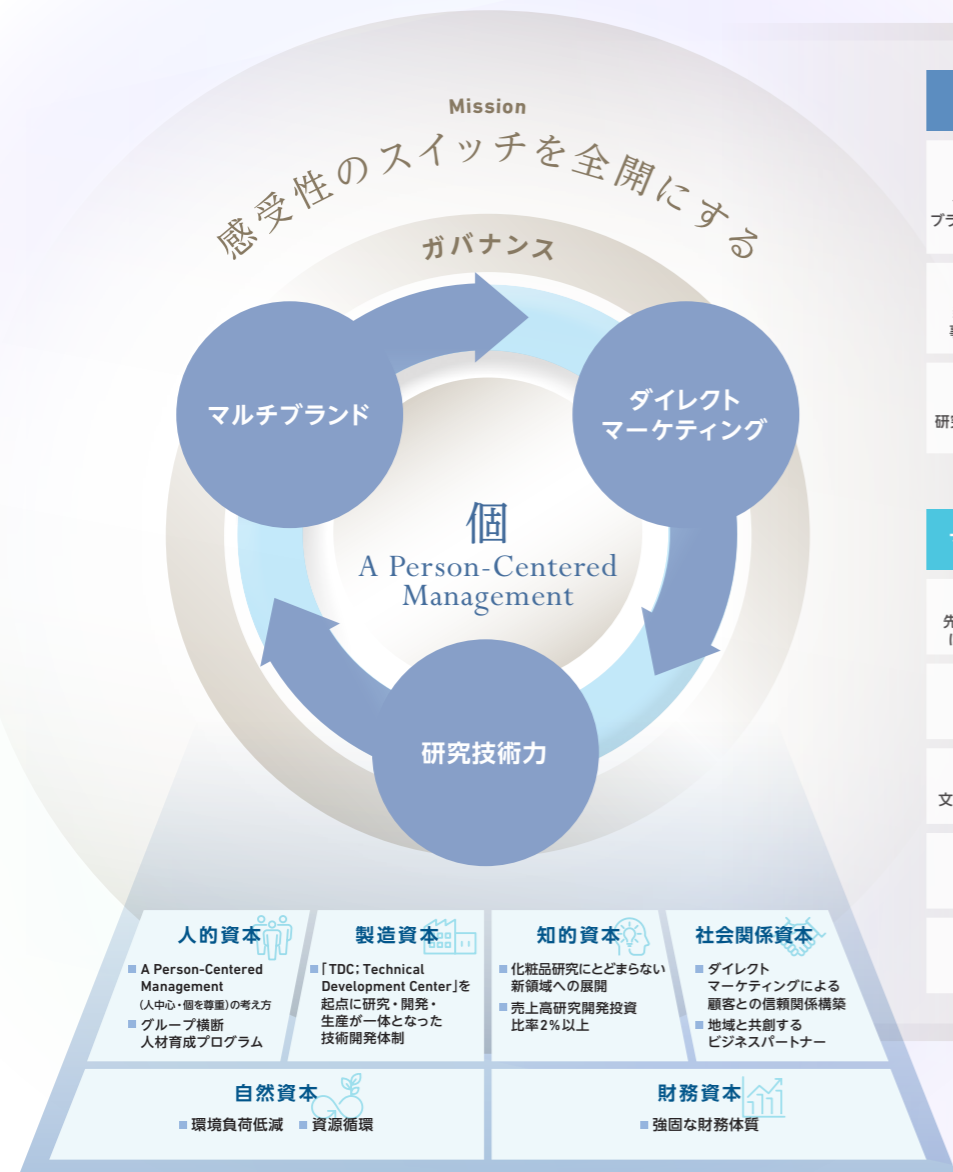 Mission
感受性のスイッチを全開にする
ガバナンス
マルチブランド
ダイレクト
マーケティング
個
A Person-Centered
Management
研究技術力
人的資本
A Person-Centered
Management
(人中心・個を尊重)の考え方
グループ横断
人材育成プログラム
製造資本
「TDC; Technical
Development Center」を
起点に研究・開発・
生産が一体となった
技術開発体制
知的資本
化粧品研究にとどまらない
新領域への展開
売上高研究開発投資
比率2%以上
社会関係資本
ダイレクト
マーケティングによる
顧客との信頼関係構築
地域と共創する
ビジネスパートナー
自然資本
環境負荷低減
資源循環
財務資本
強固な財務体質